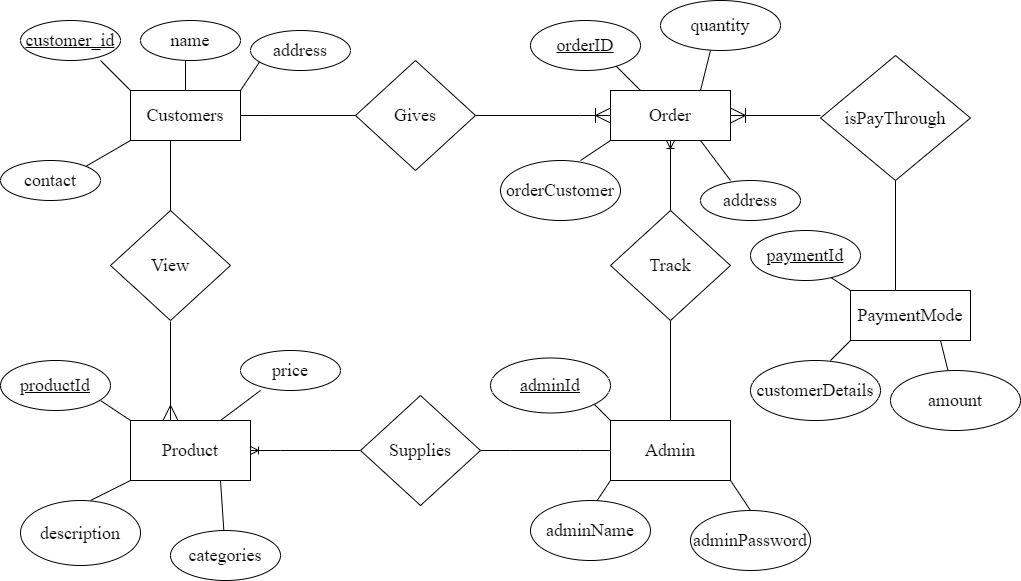 customer_id
name
address
orderID
quantity
Customers
Gives
Order
isPayThrough
contact
orderCustomer
address
View
Track
paymentId
PaymentMode
productId
price
adminId
customerDetails
amount
Product
Supplies
Admin
description
categories
adminName
adminPassword